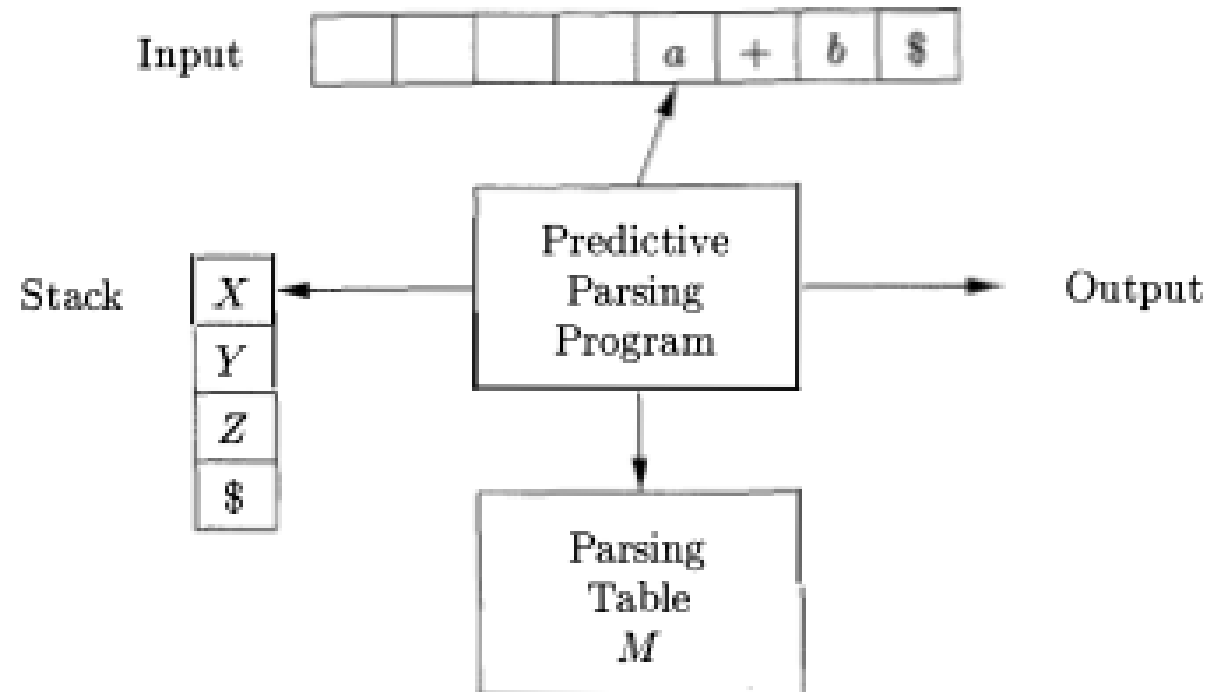 Input a + b $
Predictive
Parsing
Program
Stack X
Y
Z
$
Output
Parsing
Table
M